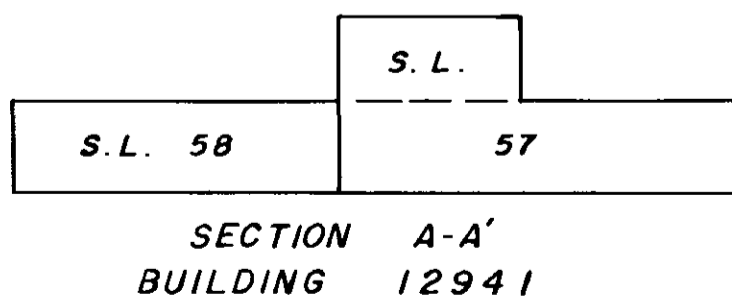 S. L.
S.L. 58 57
SECTION A-A'
BUILDING 12941